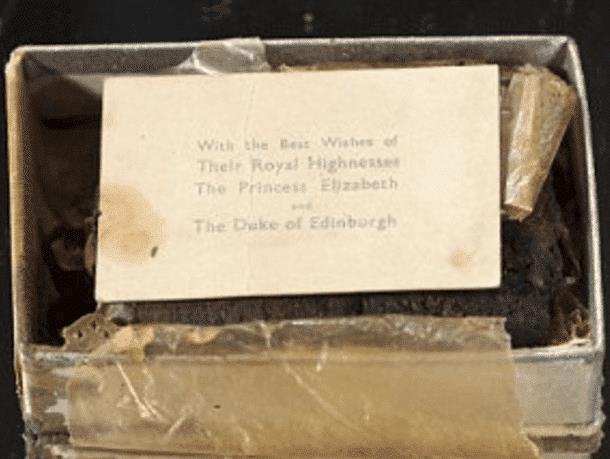 With the Best Wishes of
Their Royal Highnesses
The Princess Elizabeth
and
The Duke of Edinburgh